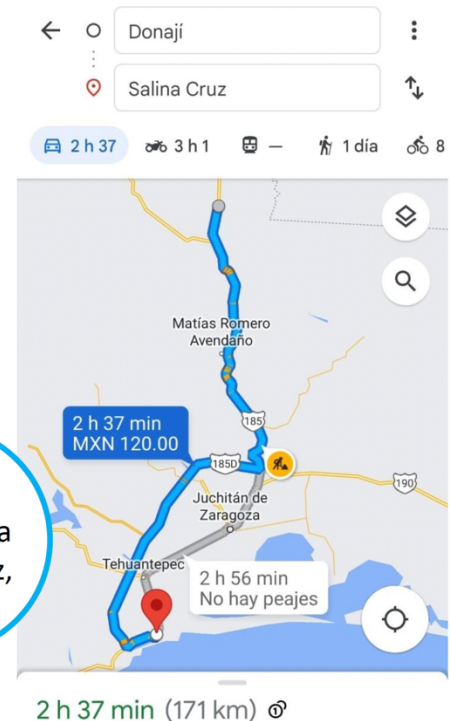 Donají
Salina Cruz
2 h 37
3 h 1
—
1 día
8
Matías Romero
Avendaño
2 h 37 min
MXN 120.00
185
185D
190
Juchitán de
Zaragoza
a
z,
Tehuantepec
2 h 56 min
No hay peajes
2 h 37 min (171 km)